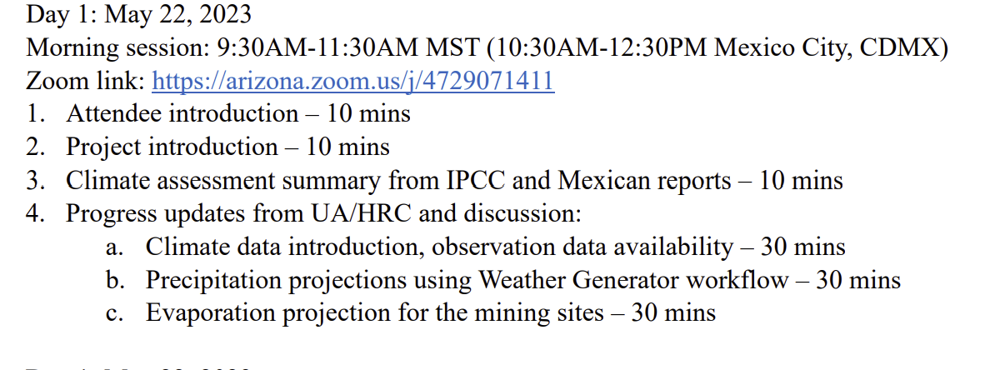 Day 1: May 22, 2023
Morning session: 9:30AM-11:30AM MST (10:30AM-12:30PM Mexico City, CDMX)
Zoom link: https://arizona.zoom.us/j/4729071411
1. Attendee introduction – 10 mins
2. Project introduction – 10 mins
3. Climate assessment summary from IPCC and Mexican reports – 10 mins
4. Progress updates from UA/HRC and discussion:
a. Climate data introduction, observation data availability – 30 mins
b. Precipitation projections using Weather Generator workflow – 30 mins
c. Evaporation projection for the mining sites – 30 mins